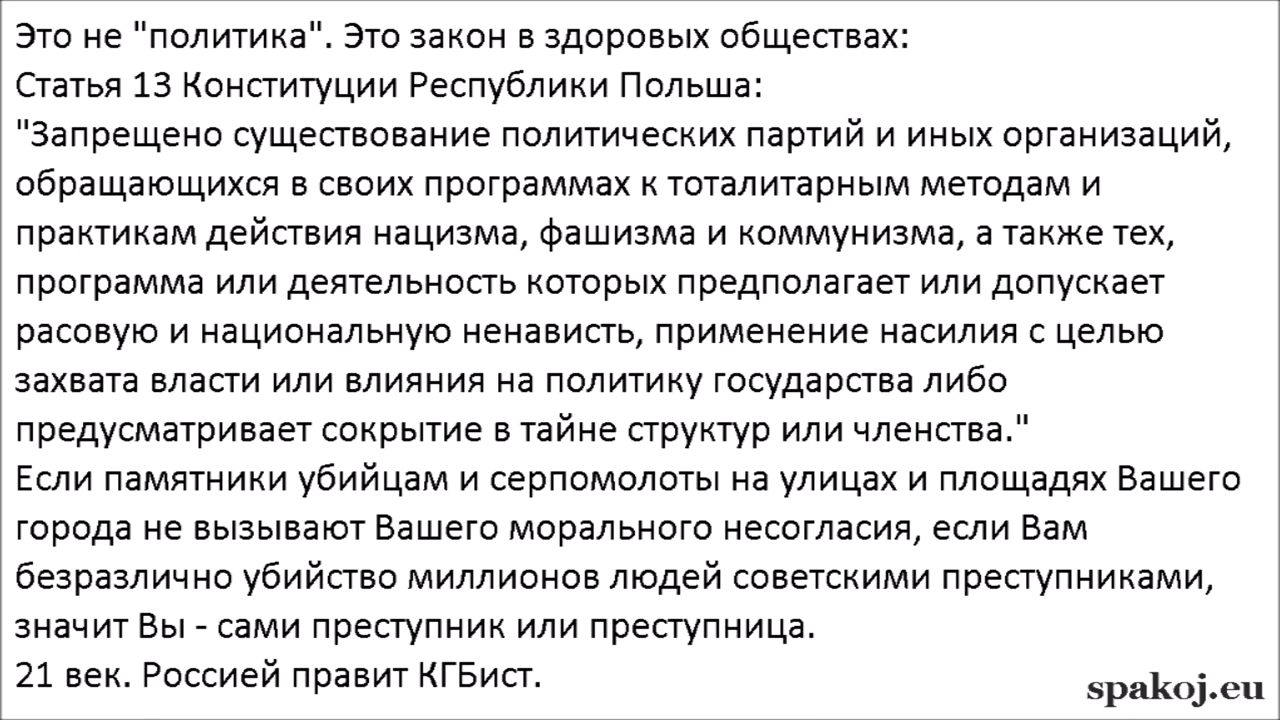 Это не "политика". Это закон в здоровых обществах:
Статья 13 Конституции Республики Польша:
"Запрещено существование политических партий и иных организаций,
обращающихся в своих программах к тоталитарным методам и
практикам действия нацизма, фашизма и коммунизма, а также тех,
программа или деятельность которых предполагает или допускает
расовую и национальную ненависть, применение насилия с целью
захвата власти или влияния на политику государства либо
предусматривает сокрытие в тайне структур или членства."
Если памятники убийцам и серпомолоты на улицах и площадях Вашего
города не вызывают Вашего морального несогласия, если Вам
безразлично убийство миллионов людей советскими преступниками,
значит Вы - сами преступник или преступница.
21 век. Россией правит КГБист.
spakoj.eu